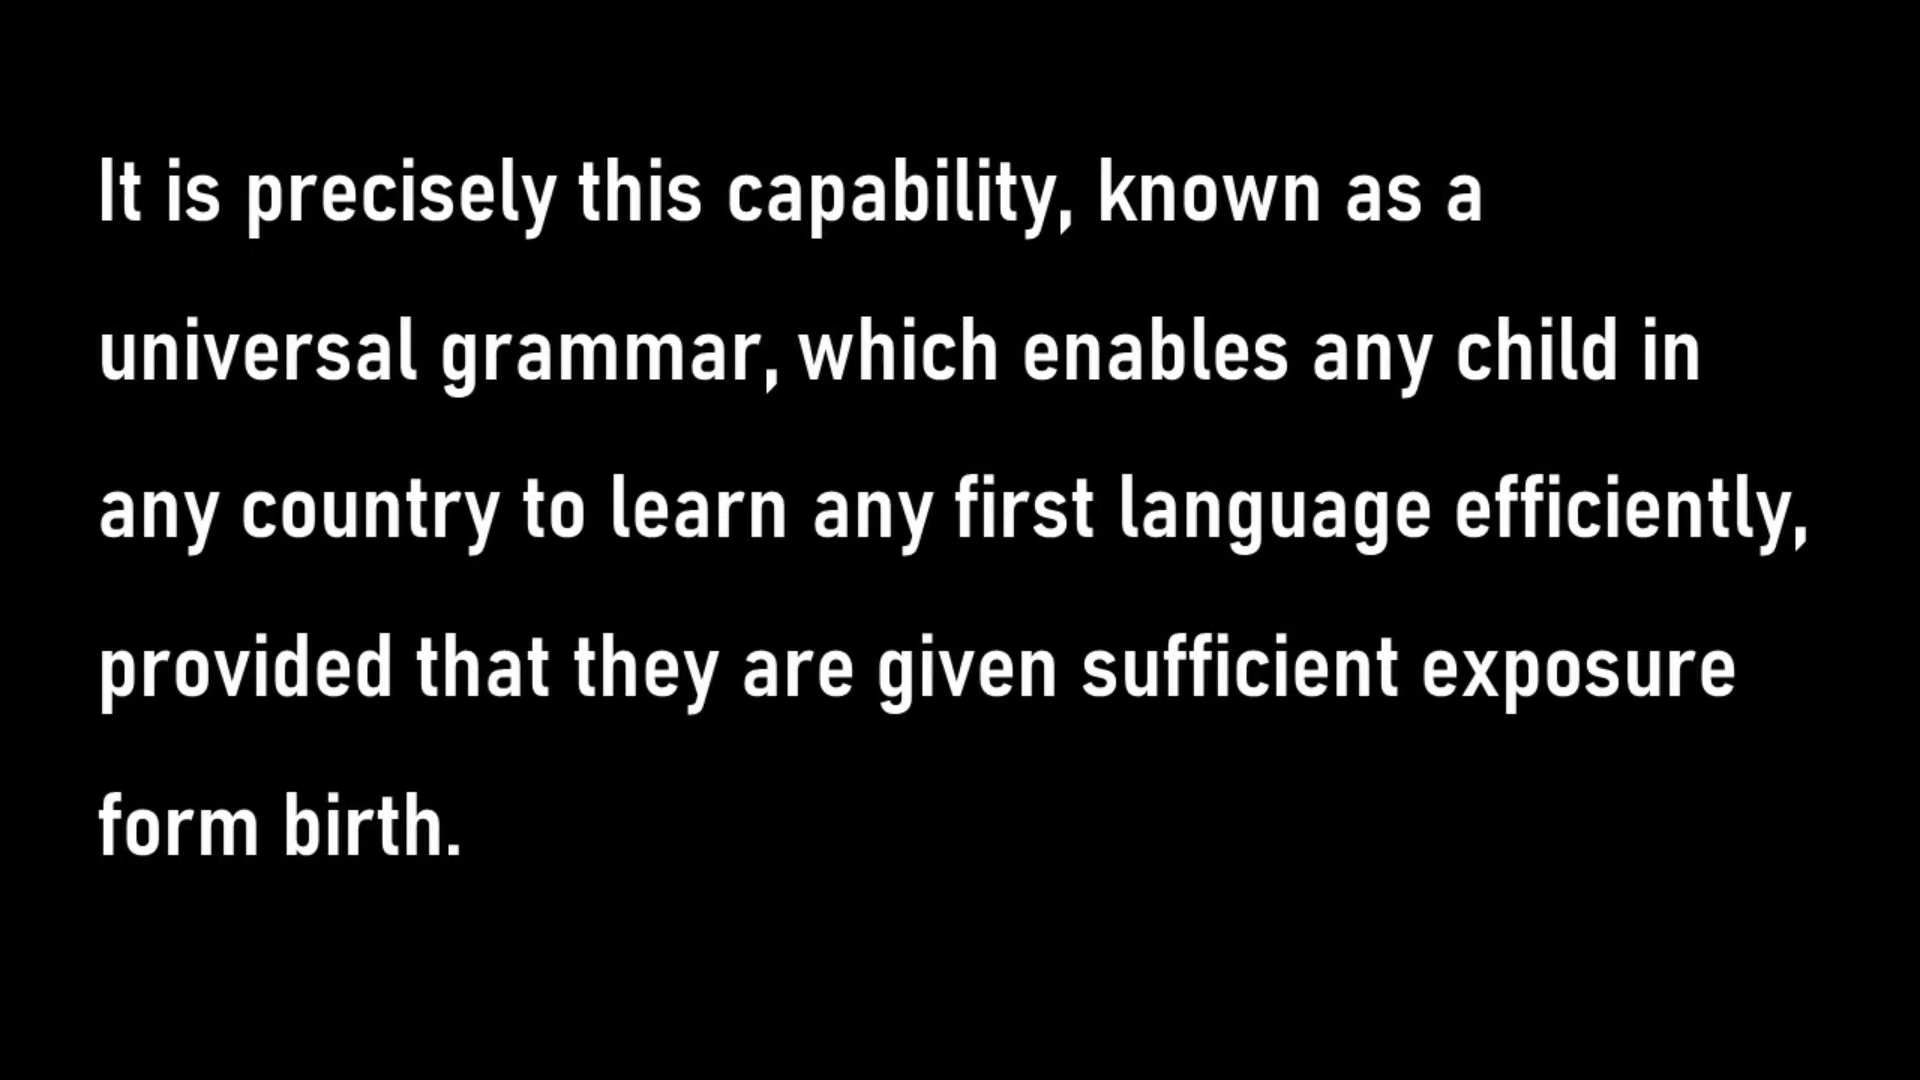 It is precisely this capability, known as a
universal grammar, which enables any child in
any country to learn any first language efficiently,
provided that they are given sufficient exposure
form birth.